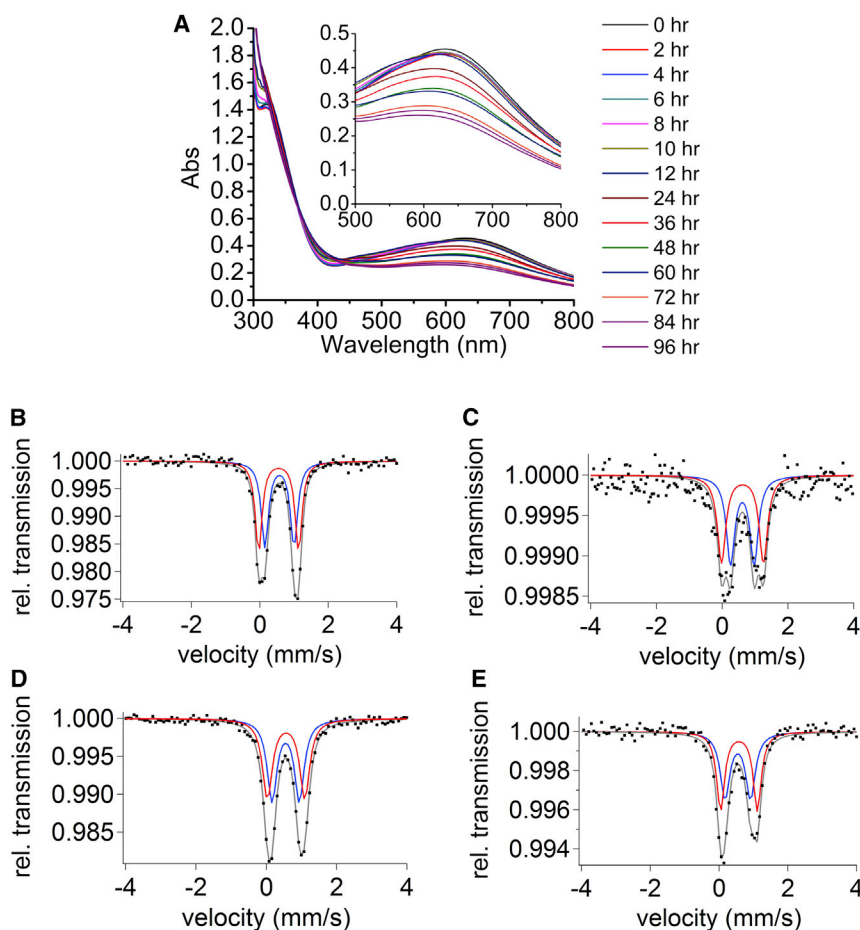 A
Abs
2.0
1.8
1.6
1.4
1.2
1.0
0.8
0.6
0.4
0.2
0.0
300 400 500 600 700 800
Wavelength (nm)
0.5
0.4
0.3
0.2
0.1
0.0
500 600 700 800
0 hr
2 hr
4 hr
6 hr
8 hr
10 hr
12 hr
24 hr
36 hr
48 hr
60 hr
72 hr
84 hr
96 hr
B
rel. transmission
1.000
0.995
0.990
0.985
0.980
0.975
-4 -2 0 2 4
velocity (mm/s)
C
rel. transmission
1.0000
0.9995
0.9990
0.9985
-4 -2 0 2 4
velocity (mm/s)
D
rel. transmission
1.000
0.995
0.990
0.985
-4 -2 0 2 4
velocity (mm/s)
E
rel. transmission
1.000
0.998
0.996
0.994
-4 -2 0 2 4
velocity (mm/s)